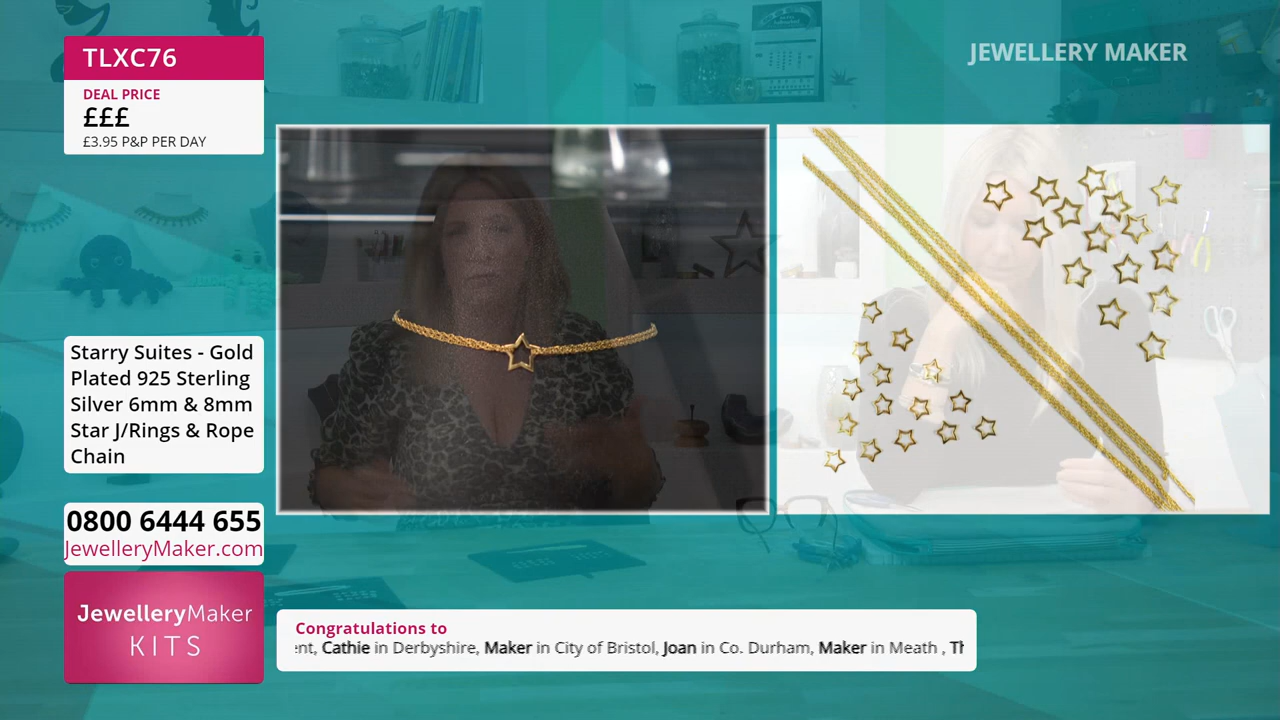 TLXC76
DEAL PRICE
£££
£3.95 P&P PER DAY
JEWELLERY MAKER
Starry Suites - Gold
Plated 925 Sterling
Silver 6mm & 8mm
Star J/Rings & Rope
Chain
0800 6444 655
JewelleryMaker.com
JewelleryMaker
KITS
Congratulations to
nt, Cathie in Derbyshire, Maker in City of Bristol, Joan in Co. Durham, Maker in Meath , Th